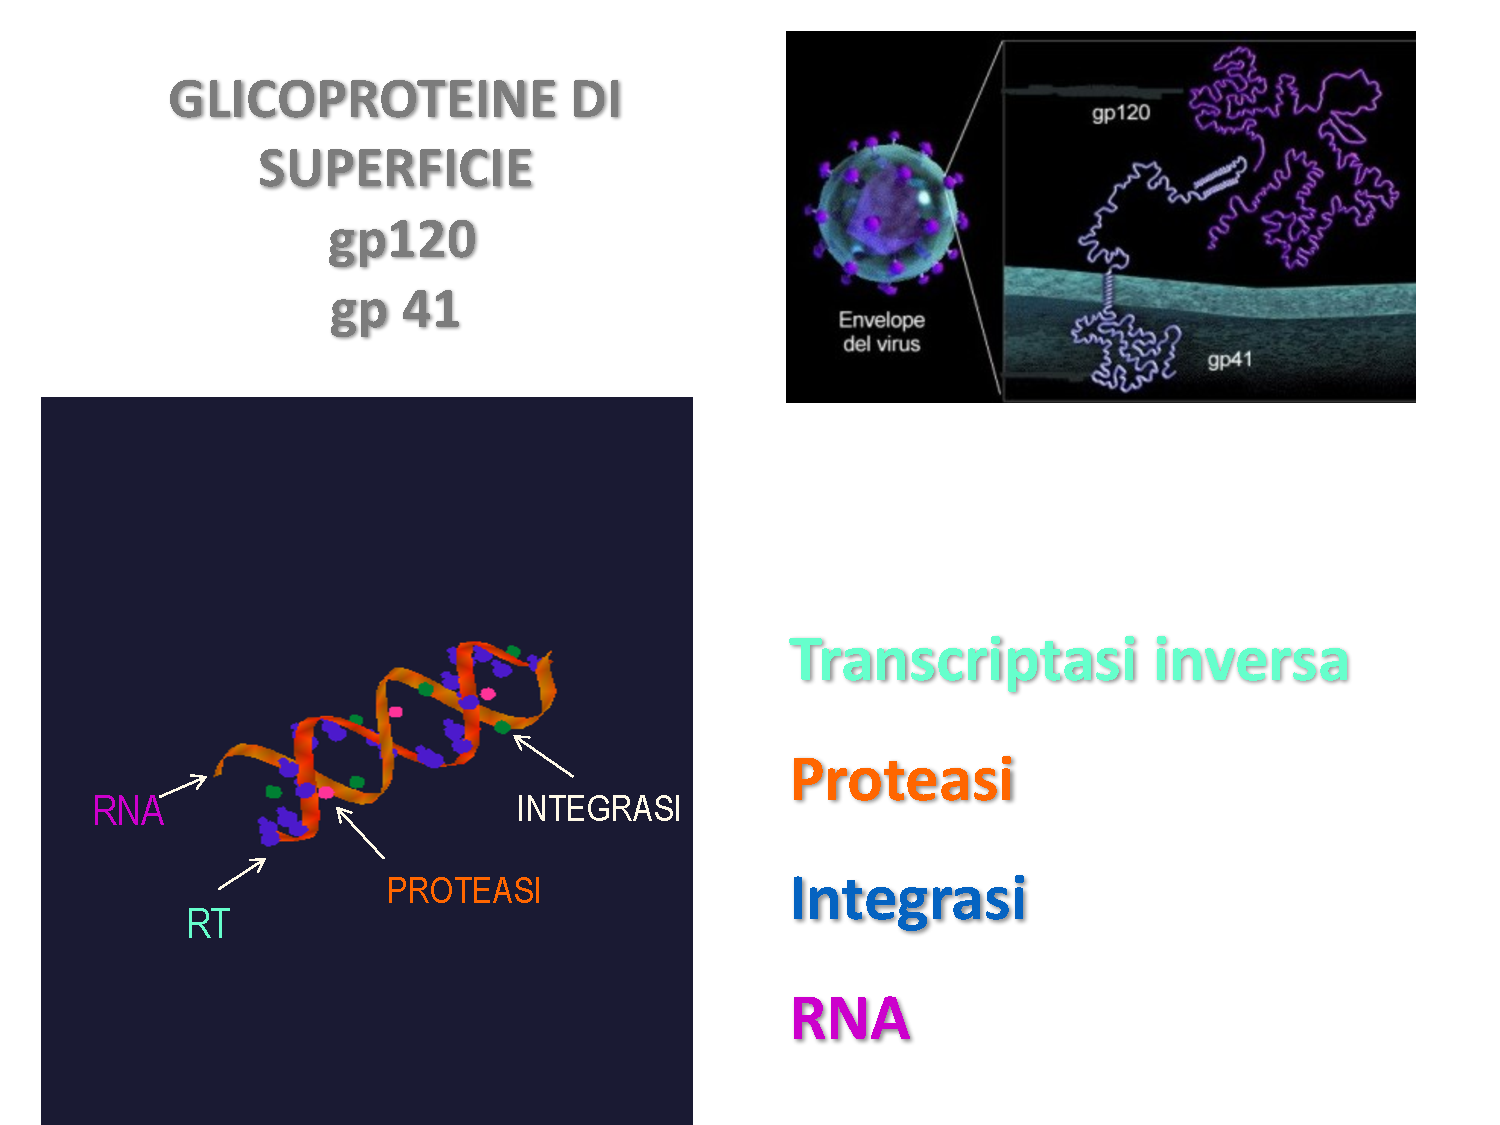 GLICOPROTEINE DI
SUPERFICIE
gp120
gp 41
gp120
Envelope
del virus
gp41
RNA
INTEGRASI
PROTEASI
RT
Transcriptasi inversa
Proteasi
Integrasi
RNA